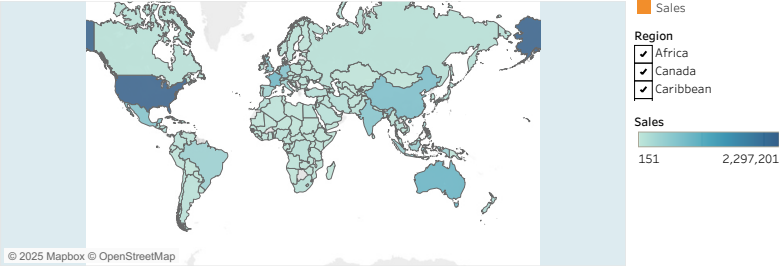 Sales
Region
Africa
Canada
Caribbean
Sales
151 2,297,201
© 2025 Mapbox © OpenStreetMap